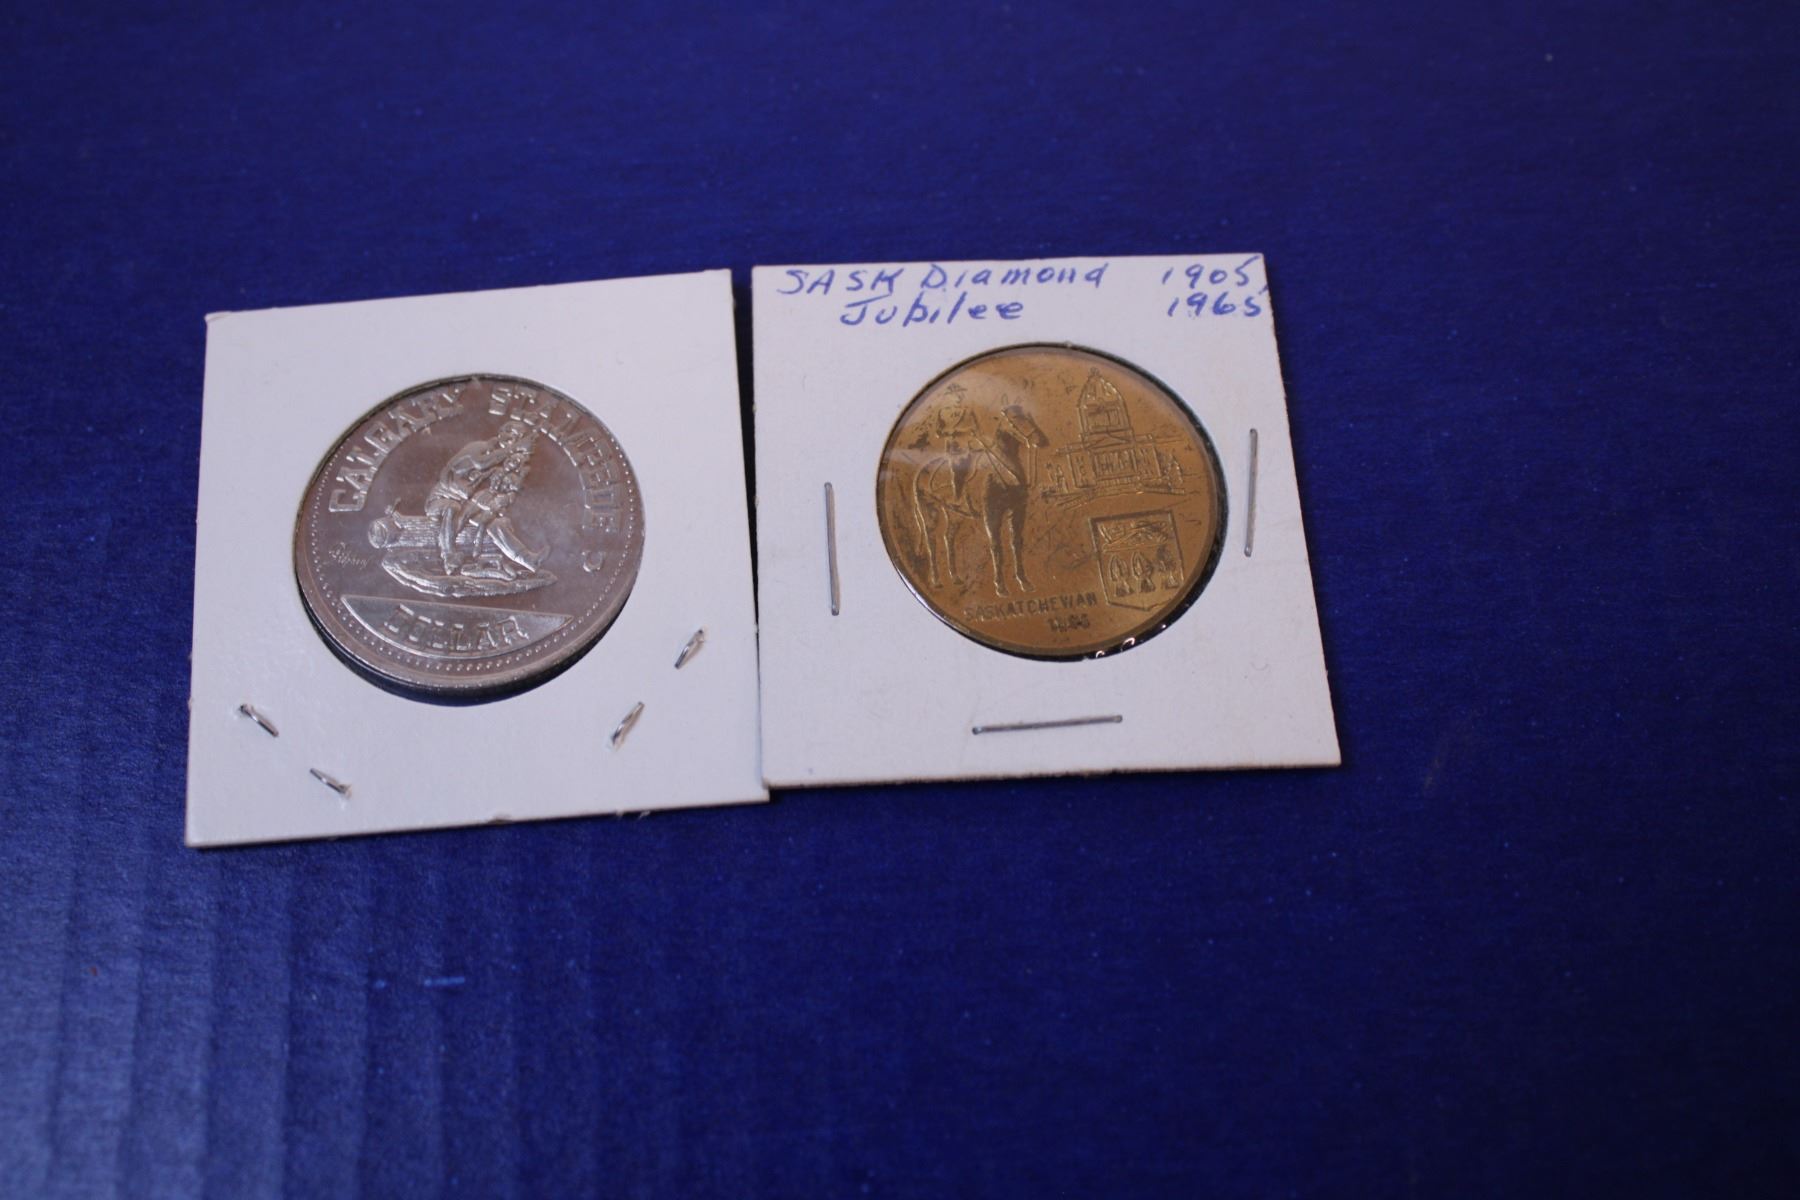 CALGARY STAMPEDE
DOLLAR
SASK Diamond 1905
Jubilee 1965
SASKATCHEWAN